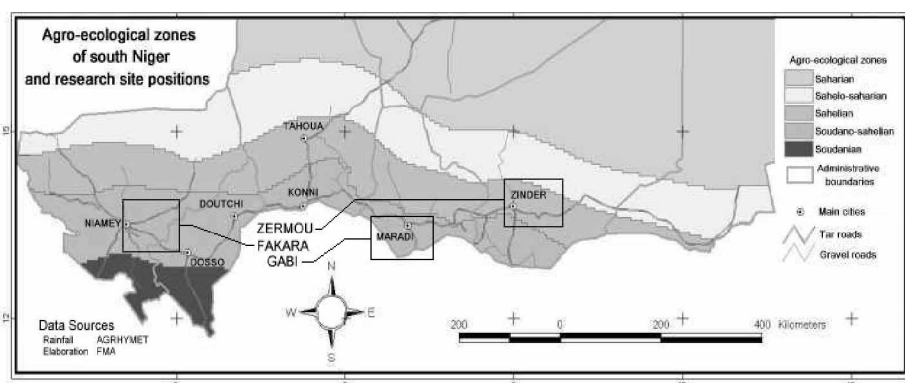 Agro-ecological zones
of south Niger
and research site positions
Agro-ecological zones
Saharian
Sahelo-saharian
Sahelian
Soudano-sahelian
Soudanian
Administrative
boundaries
Main cities
Tar roads
Gravel roads
15
TAHOUA
KONNI
ZINDER
DOUTCHI
NIAMEY
ZERMOU
FAKARA
GABI
MARADI
DOSSO
N
W E
S
12
Data Sources
Rainfall AGRHYMET
Elaboration FMA
200 0 200 400 Kilometers